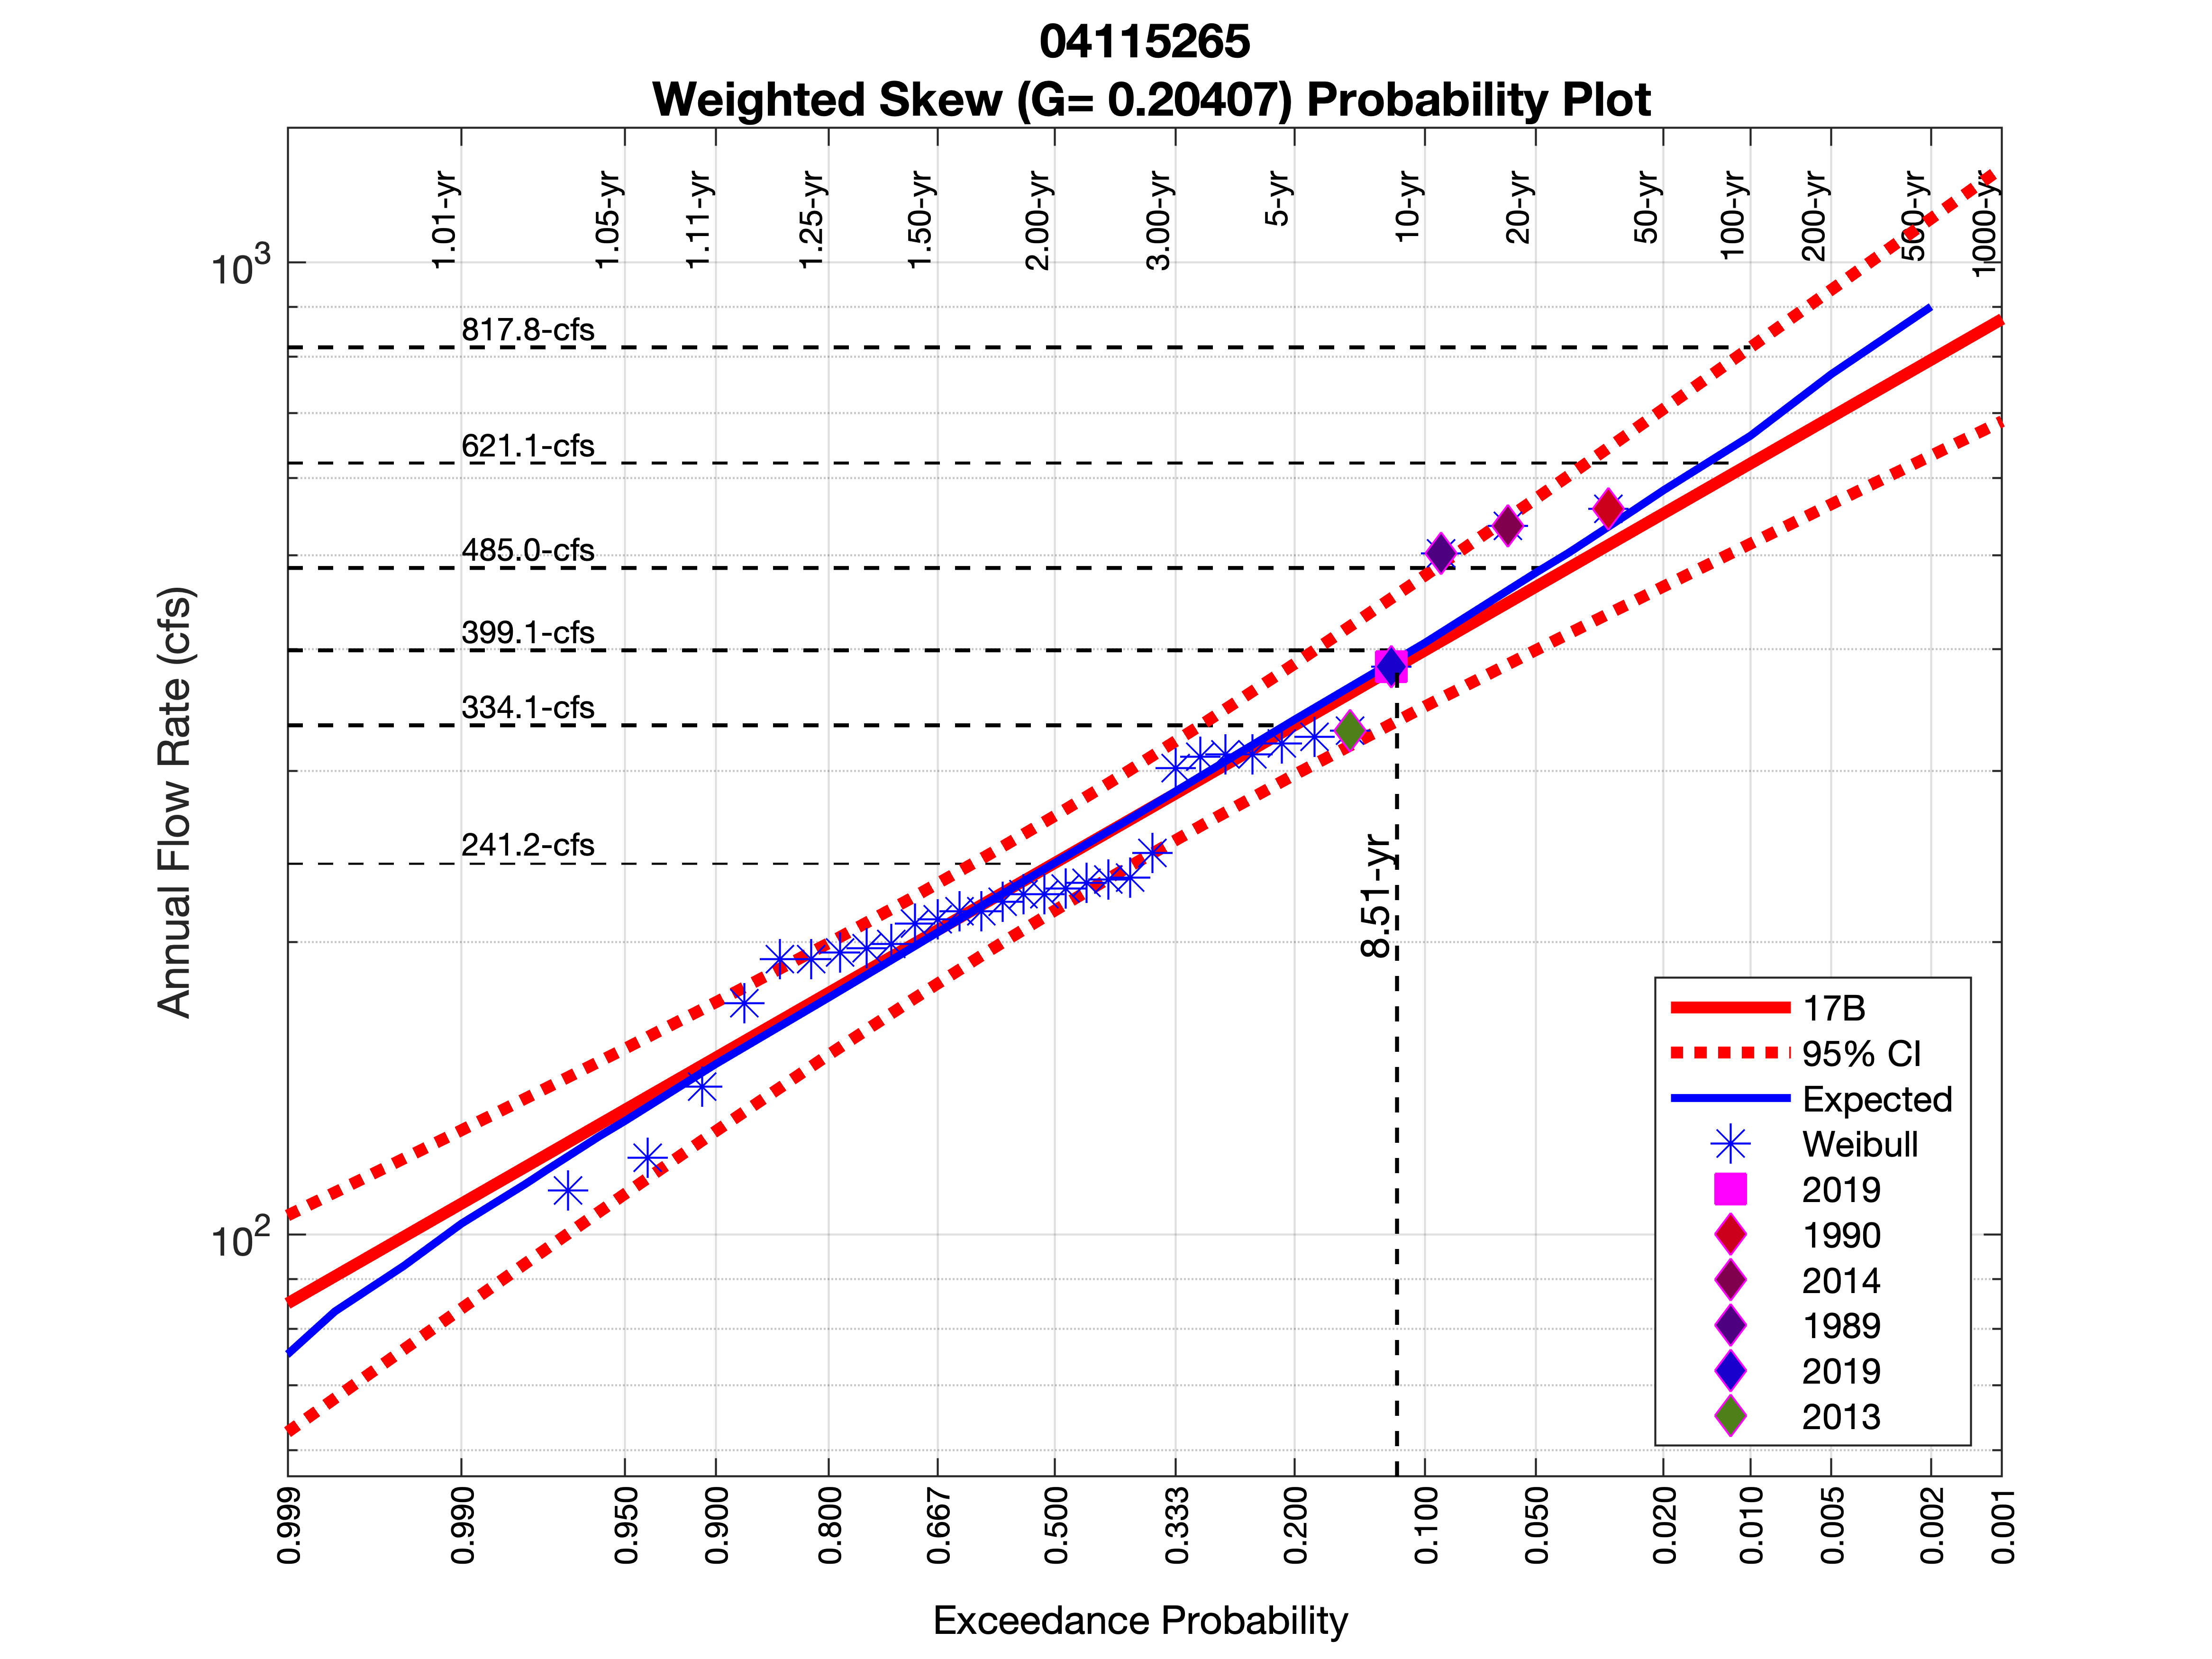 04115265
Weighted Skew (G= 0.20407) Probability Plot
1.01-yr
1.05-yr
1.11-yr
1.25-yr
1.50-yr
2.00-yr
3.00-yr
5-yr
10-yr
20-yr
50-yr
100-yr
200-yr
500-yr
1000-yr
10³
10²
Annual Flow Rate (cfs)
817.8-cfs
621.1-cfs
485.0-cfs
399.1-cfs
334.1-cfs
241.2-cfs
8.51-yr
17B
95% CI
Expected
Weibull
2019
1990
2014
1989
2019
2013
0.999
0.990
0.950
0.900
0.800
0.667
0.500
0.333
0.200
0.100
0.050
0.020
0.010
0.005
0.002
0.001
Exceedance Probability